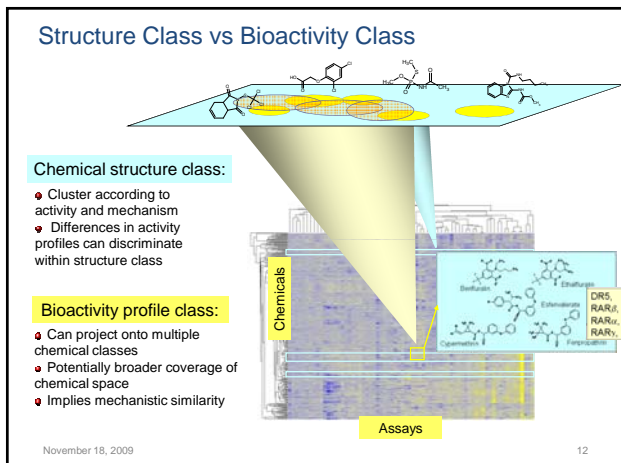 Structure Class vs Bioactivity Class
Chemical structure class:
Cluster according to
activity and mechanism
Differences in activity
profiles can discriminate
within structure class
Bioactivity profile class:
Can project onto multiple
chemical classes
Potentially broader coverage of
chemical space
Implies mechistic similarity
Chemicals
Assays
Benfluralin
Ethalfluralin
Esfenvalerate
Cypermethrin
Fenpropathrin
DR5,
RARβ,
RARα,
RARγ,
November 18, 2009
12